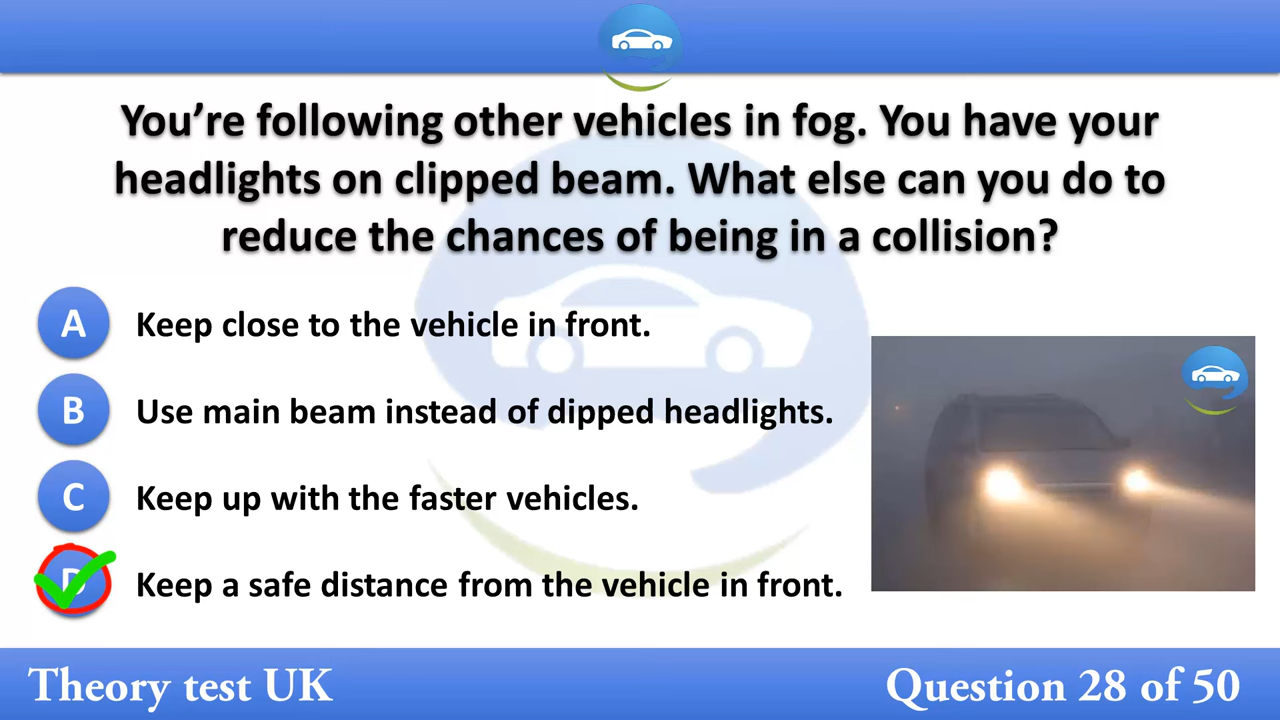 You're following other vehicles in fog. You have your
headlights on clipped beam. What else can you do to
reduce the chances of being in a collision?
A Keep close to the vehicle in front.
B Use main beam instead of dipped headlights.
C Keep up with the faster vehicles.
D Keep a safe distance from the vehicle in front.
Theory test UK Question 28 of 50